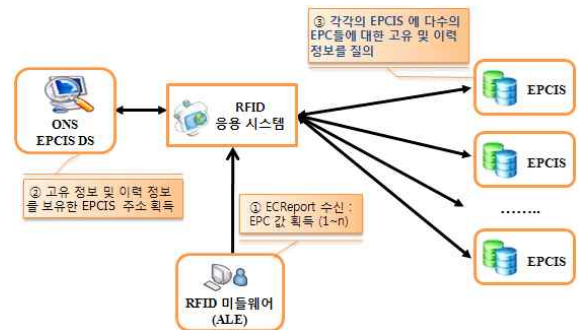 ③ 각각의 EPCIS 에 다수의
EPC들에 대한 고유 및 이력
정보를 질의
ONS
EPCIS DS
RFID
응용 시스템
EPCIS
EPCIS
② 고유 정보 및 이력 정보
를 보유한 EPCIS 주소 획득
① ECReport 수신 :
EPC 값 획득 (1~n)
........
EPCIS
RFID 미들웨어
(ALE)